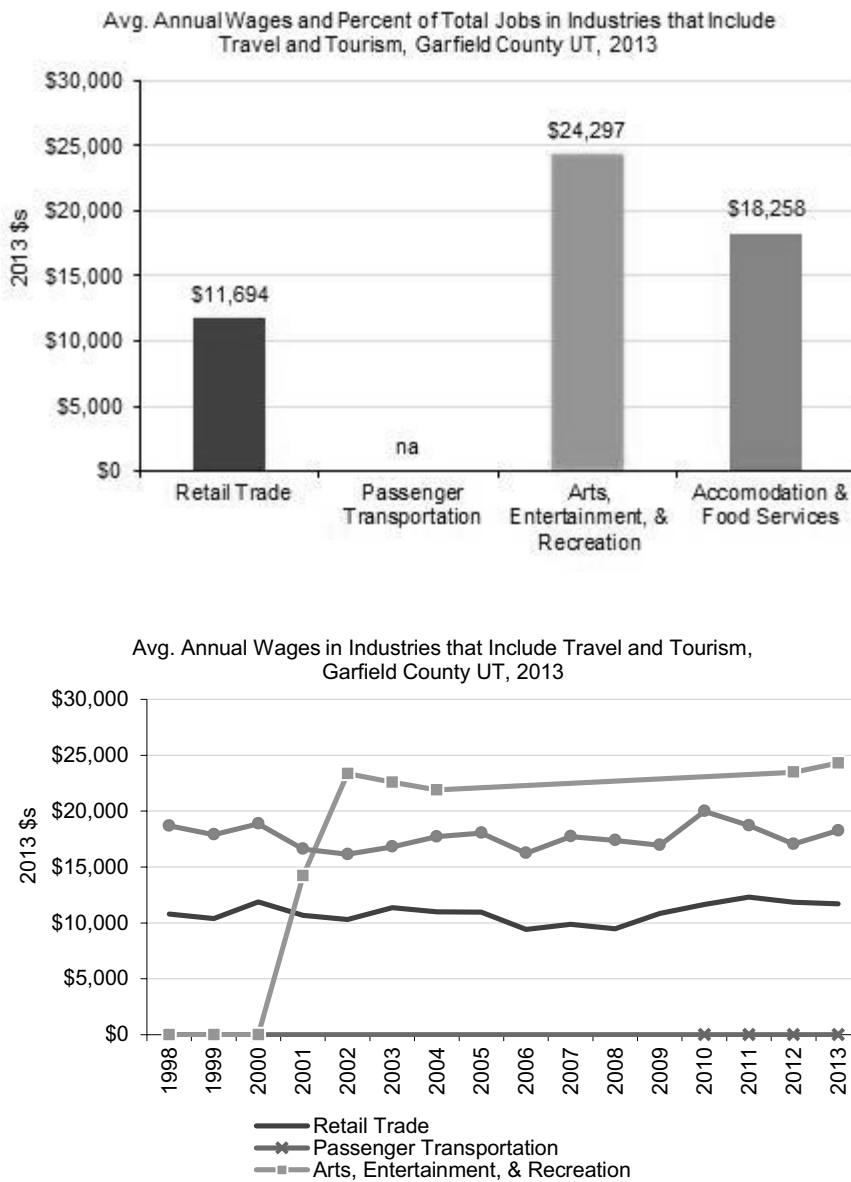 Avg. Annual Wages and Percent of Total Jobs in Industries that Include
Travel and Tourism, Garfield County UT, 2013
$30,000
$25,000
$20,000
$15,000
$10,000
$5,000
$0
2013 $s
$11,694
na
$24,297
$18,258
Retail Trade
Passenger
Transportation
Arts,
Entertainment, &
Recreation
Accomodation &
Food Services
Avg. Annual Wages in Industries that Include Travel and Tourism,
Garfield County UT, 2013
$30,000
$25,000
$20,000
$15,000
$10,000
$5,000
$0
2013 $s
1998
1999
2000
2001
2002
2003
2004
2005
2006
2007
2008
2009
2010
2011
2012
2013
Retail Trade
Passenger Transportation
Arts, Entertainment, & Recreation